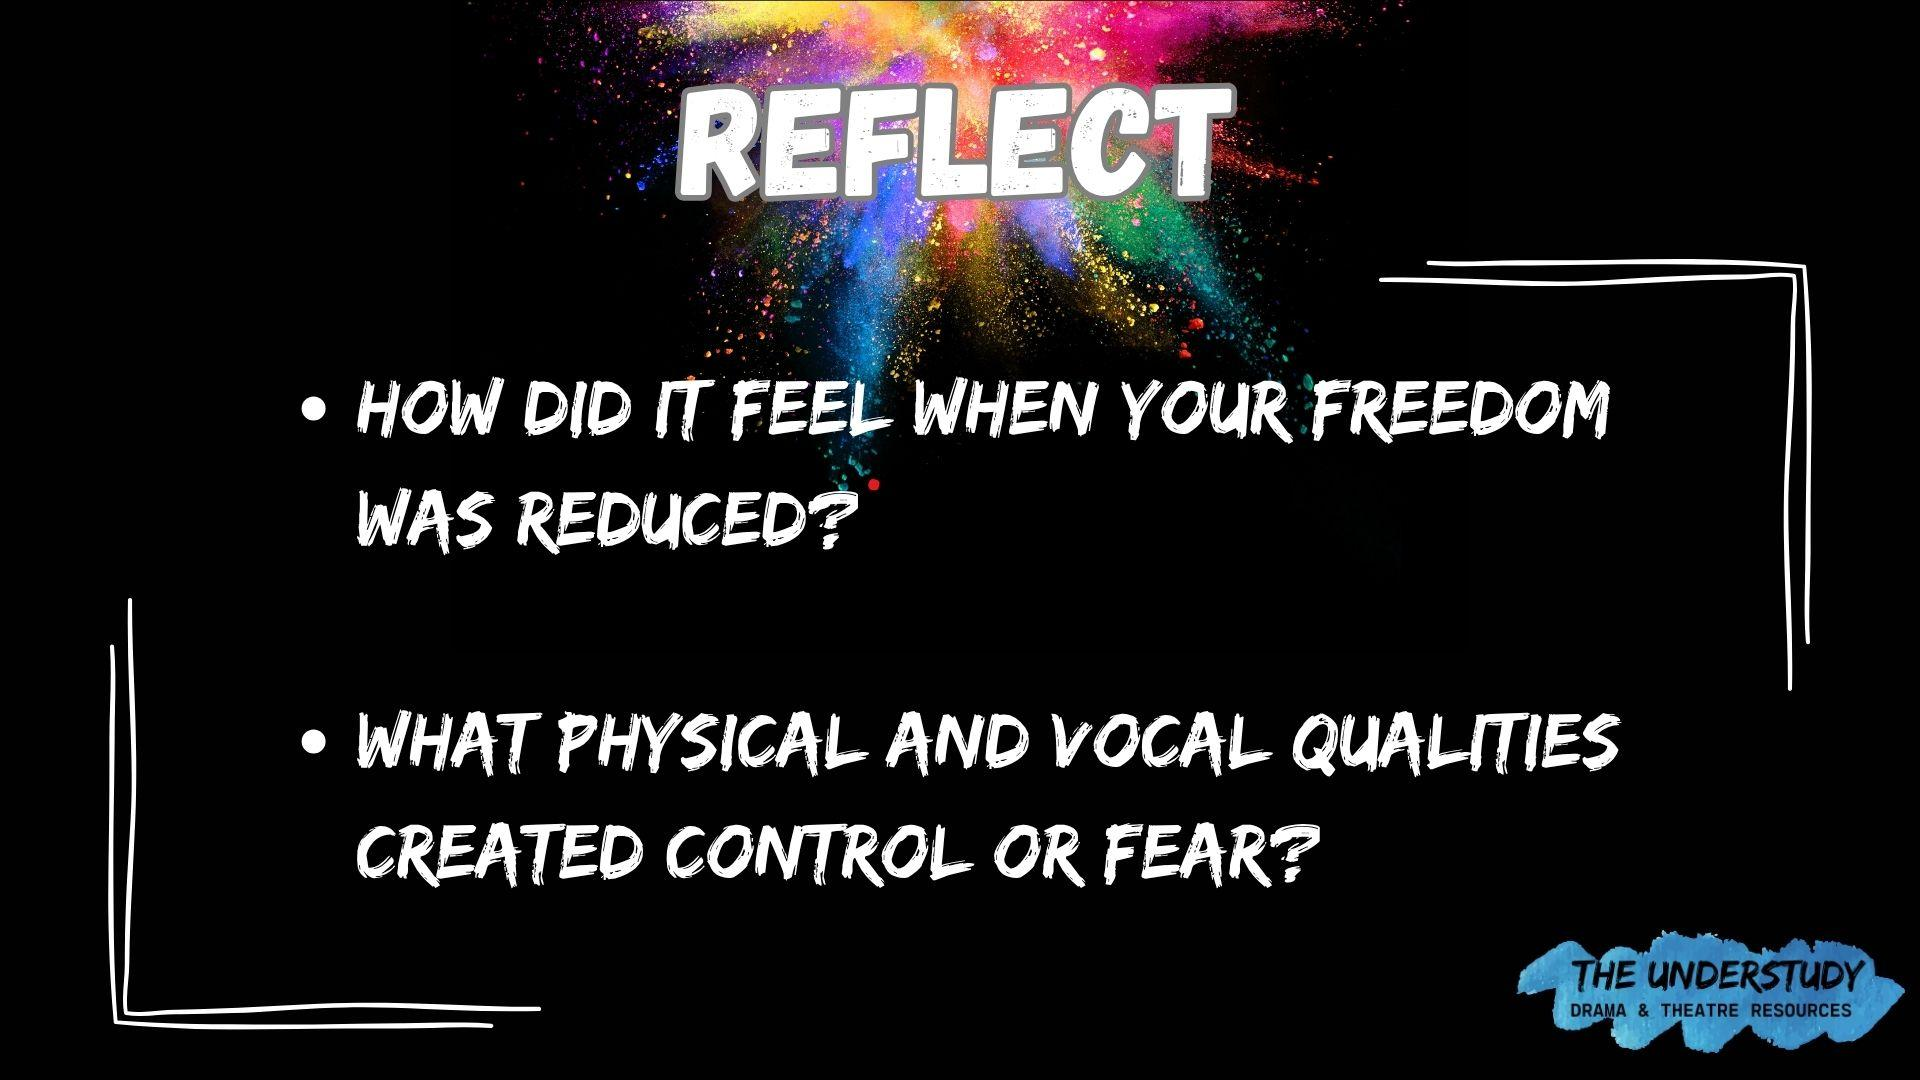 REFLECT
• HOW DID IT FEEL WHEN YOUR FREEDOM
WAS REDUCED?
• WHAT PHYSICAL AND VOCAL QUALITIES
CREATED CONTROL OR FEAR?
THE UNDERSTUDY
DRAMA & THEATRE RESOURCES